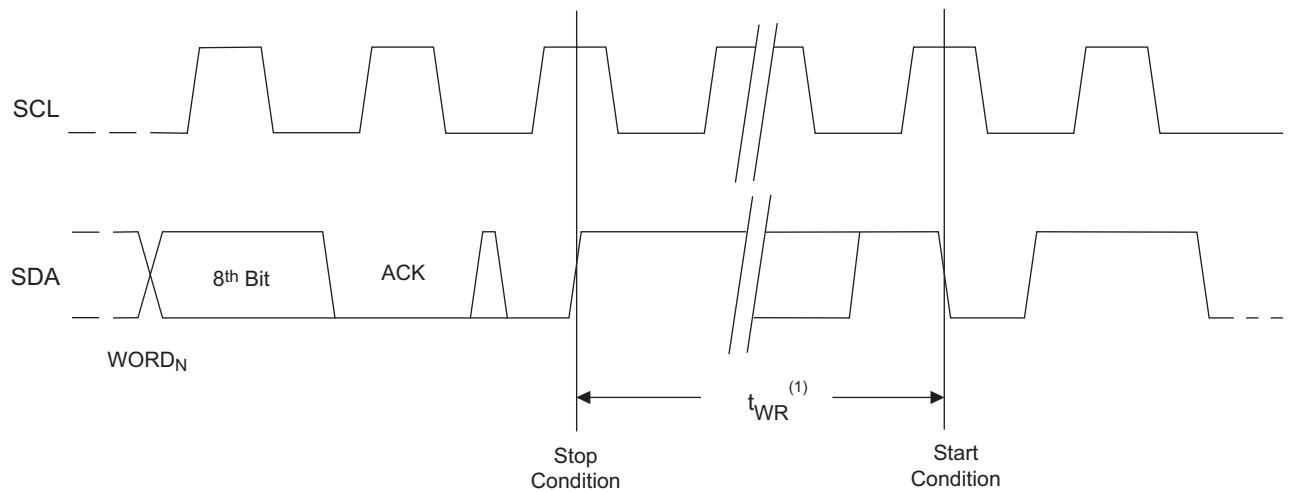 SCL
SDA
8th Bit
ACK
WORDN
tWR(1)
Stop
Condition
Start
Condition